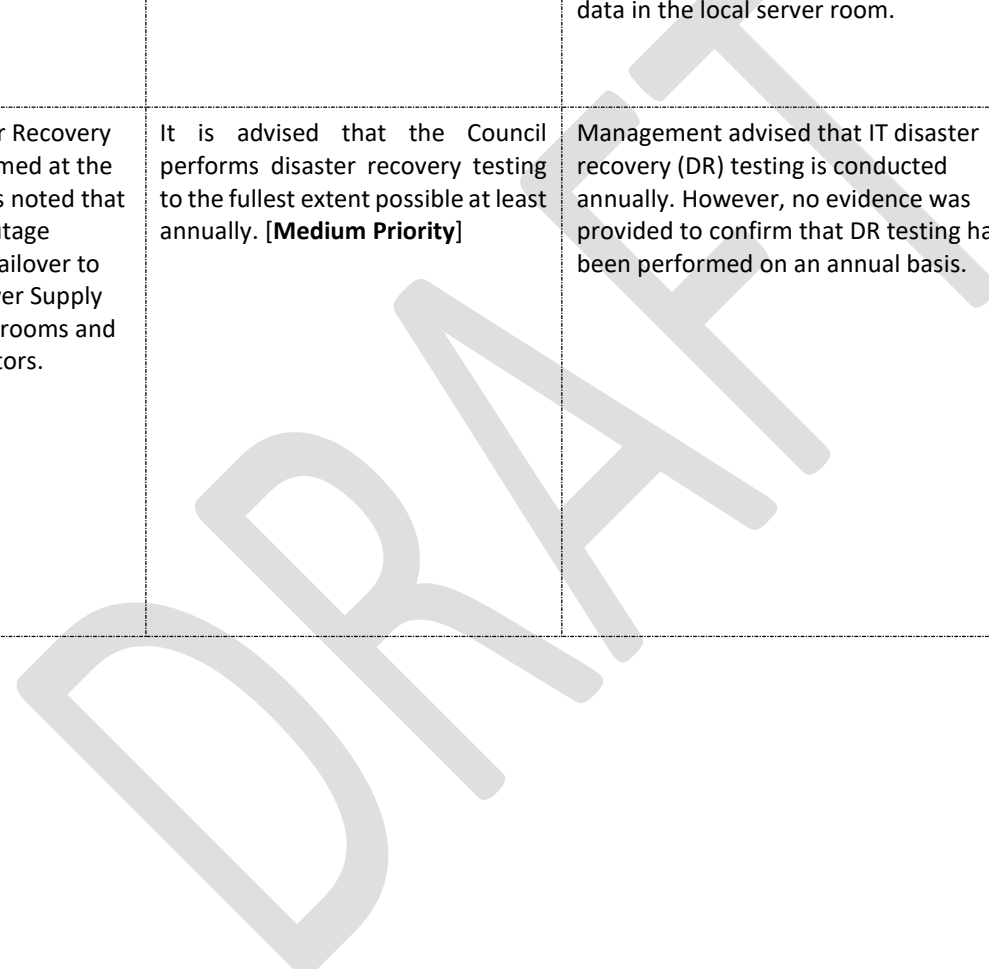 data in the local server room.
r Recovery
med at the
s noted that
tage
ailover to
er Supply
rooms and
tors.
It is advised that the Council
performs disaster recovery testing
to the fullest extent possible at least
annually. [Medium Priority]
Management advised that IT disaster
recovery (DR) testing is conducted
annually. However, no evidence was
provided to confirm that DR testing ha
been performed on an annual basis.
DRAFT